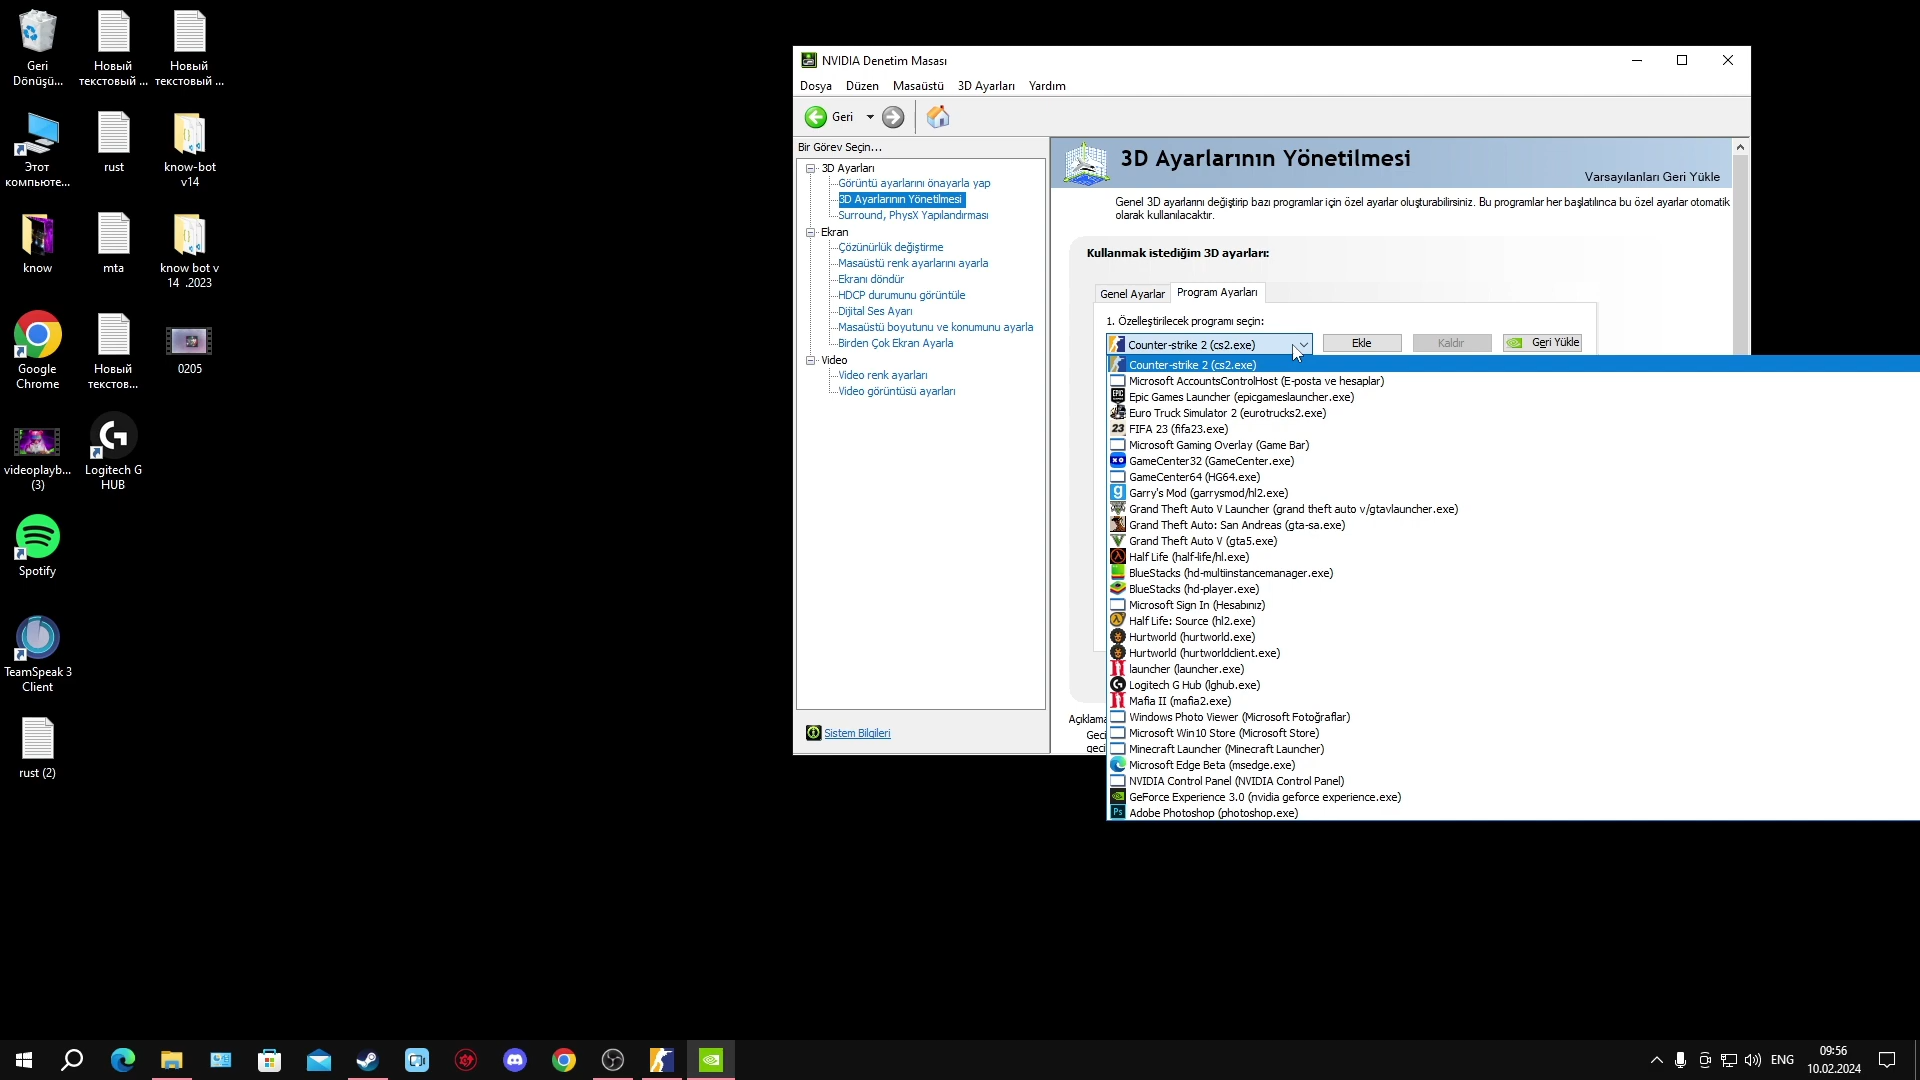 Geri
Dönüşü...
Новый
текстовый ...
Новый
текстовый ...
Этот
компьюте...
rust
know-bot
v14
know
mta
know bot v
14 .2023
Google
Chrome
Новый
текстов...
0205
videoplayb...
(3)
Logitech G
HUB
Spotify
TeamSpeak 3
Client
rust (2)
NVIDIA Denetim Masası
Dosya Düzen Masaüstü 3D Ayarları Yardım
Geri
Bir Görev Seçin...
3D Ayarları
Görüntü ayarlarını önayarla yap
3D Ayarlarının Yönetilmesi
Surround, PhysX Yapılandırması
Ekran
Çözünürlük değiştirme
Masaüstü renk ayarlarını ayarla
Ekranı döndür
HDCP durumunu görüntüle
Dijital Ses Ayarı
Masaüstü boyutunu ve konumunu ayarla
Birden Çok Ekran Ayarla
Video
Video renk ayarları
Video görüntüsü ayarları
Sistem Bilgileri
3D Ayarlarının Yönetilmesi
Varsayılanları Geri Yükle
Genel 3D ayarlarını değiştirip bazı programlar için özel ayarlar oluşturabilirsiniz. Bu programlar her başlatılınca bu özel ayarlar otomatik
olarak kullanılacaktır.
Kullanmak istediğim 3D ayarları:
Genel Ayarlar Program Ayarları
1. Özelleştirilecek programı seçin:
Counter-strike 2 (cs2.exe) Ekle Kaldır Geri Yükle
Counter-strike 2 (cs2.exe)
Microsoft AccountsControlHost (E-posta ve hesaplar)
Epic Games Launcher (epicgameslauncher.exe)
Euro Truck Simulator 2 (eurotrucks2.exe)
FIFA 23 (fifa23.exe)
Microsoft Gaming Overlay (Game Bar)
GameCenter32 (GameCenter.exe)
GameCenter64 (HG64.exe)
Garry's Mod (garrysmod/hl2.exe)
Grand Theft Auto V Launcher (grand theft auto v/gtavlauncher.exe)
Grand Theft Auto: San Andreas (gta-sa.exe)
Grand Theft Auto V (gta5.exe)
Half Life (half-life/hl.exe)
BlueStacks (hd-multiinstancemanager.exe)
BlueStacks (hd-player.exe)
Microsoft Sign In (Hesabınız)
Half Life: Source (hl2.exe)
Hurtworld (hurtworld.exe)
Hurtworld (hurtworldclient.exe)
launcher (launcher.exe)
Logitech G Hub (lghub.exe)
Mafia II (mafia2.exe)
Windows Photo Viewer (Microsoft Fotoğraflar)
Microsoft Win10 Store (Microsoft Store)
Minecraft Launcher (Minecraft Launcher)
Microsoft Edge Beta (msedge.exe)
NVIDIA Control Panel (NVIDIA Control Panel)
GeForce Experience 3.0 (nvidia geforce experience.exe)
Adobe Photoshop (photoshop.exe)
Açıklama
Geci
geci
ENG
09:56
10.02.2024